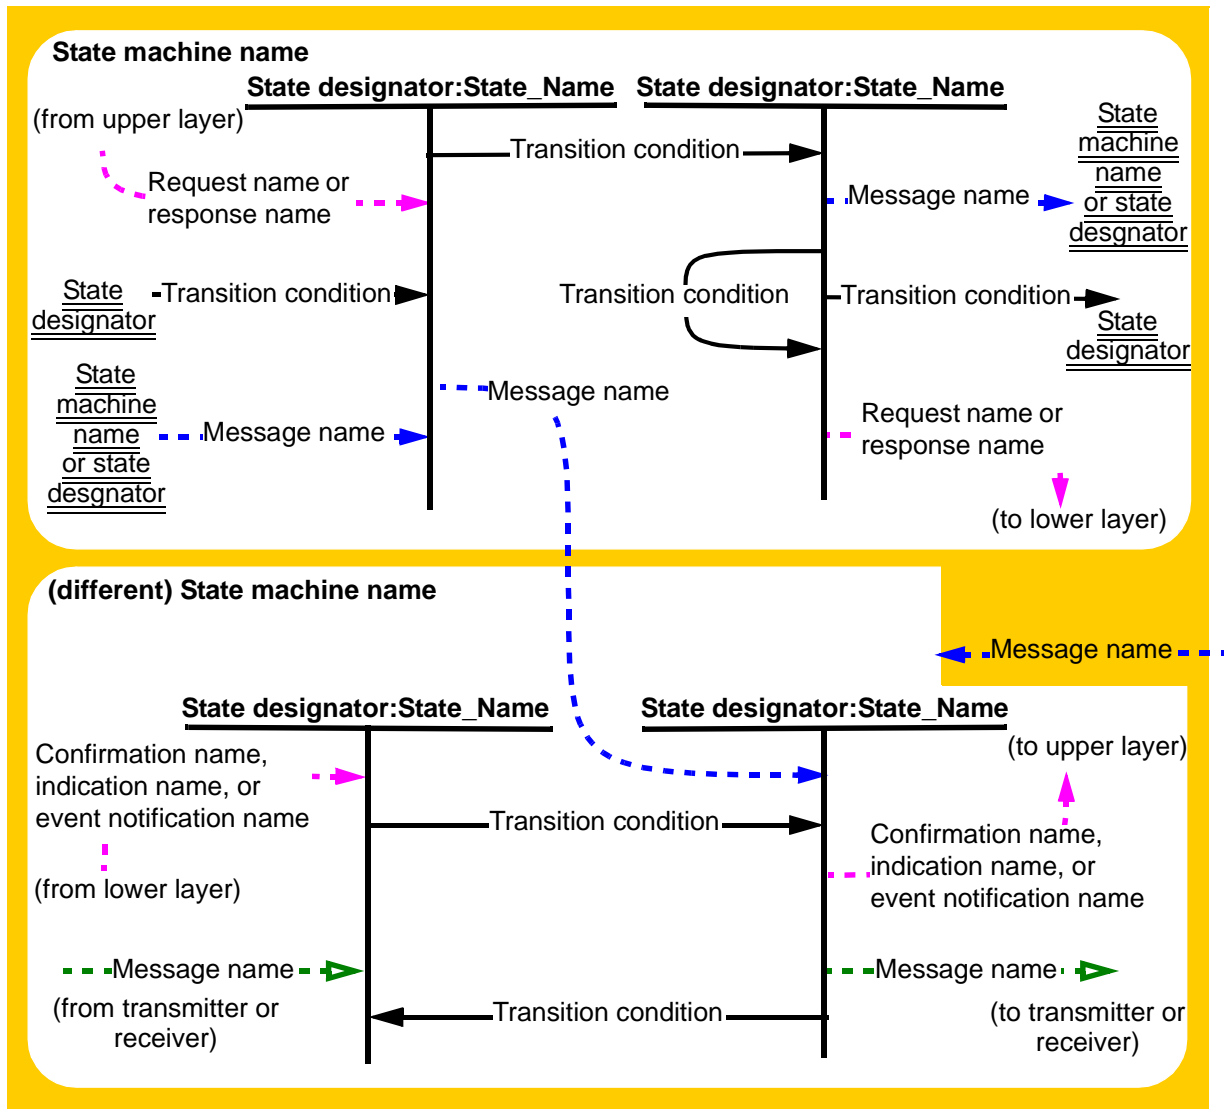 State machine name
State designator:State_Name
State designator:State_Name
(from upper layer)
Transition condition
State
machine
name
or state
desgnator
Request name or
response name
Message name
State
designator
Transition condition
Transition condition
Transition condition
State
designator
State
machine
name
or state
desgnator
Message name
Message name
Request name or
response name
(to lower layer)
(different) State machine name
Message name
State designator:State_Name
State designator:State_Name
Confirmation name,
indication name, or
event notification name
(from lower layer)
(to upper layer)
Transition condition
Confirmation name,
indication name, or
event notification name
Message name
(from transmitter or
receiver)
Message name
(to transmitter or
receiver)
Transition condition